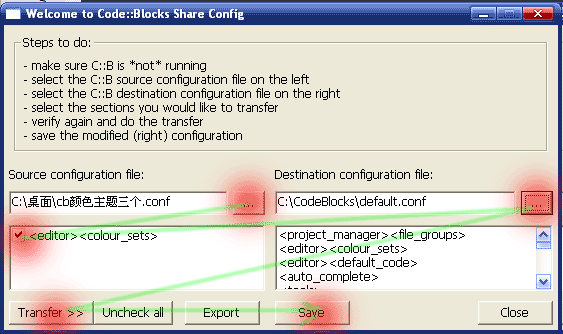 Welcome to Code::Blocks Share Config
Steps to do:
- make sure C::B is *not* running
- select the C::B source configuration file on the left
- select the C::B destination configuration file on the right
- select the sections you would like to transfer
- verify again and do the transfer
- save the modified (right) configuration
Source configuration file:
Destination configuration file:
C:\桌面\cb颜色主题三个.conf
...
C:\CodeBlocks\default.conf
...
<editor><colour_sets>
<project_manager><file_groups>
<editor><colour_sets>
<editor><default_code>
<auto_complete>
Transfer >>
Uncheck all
Export
Save
Close